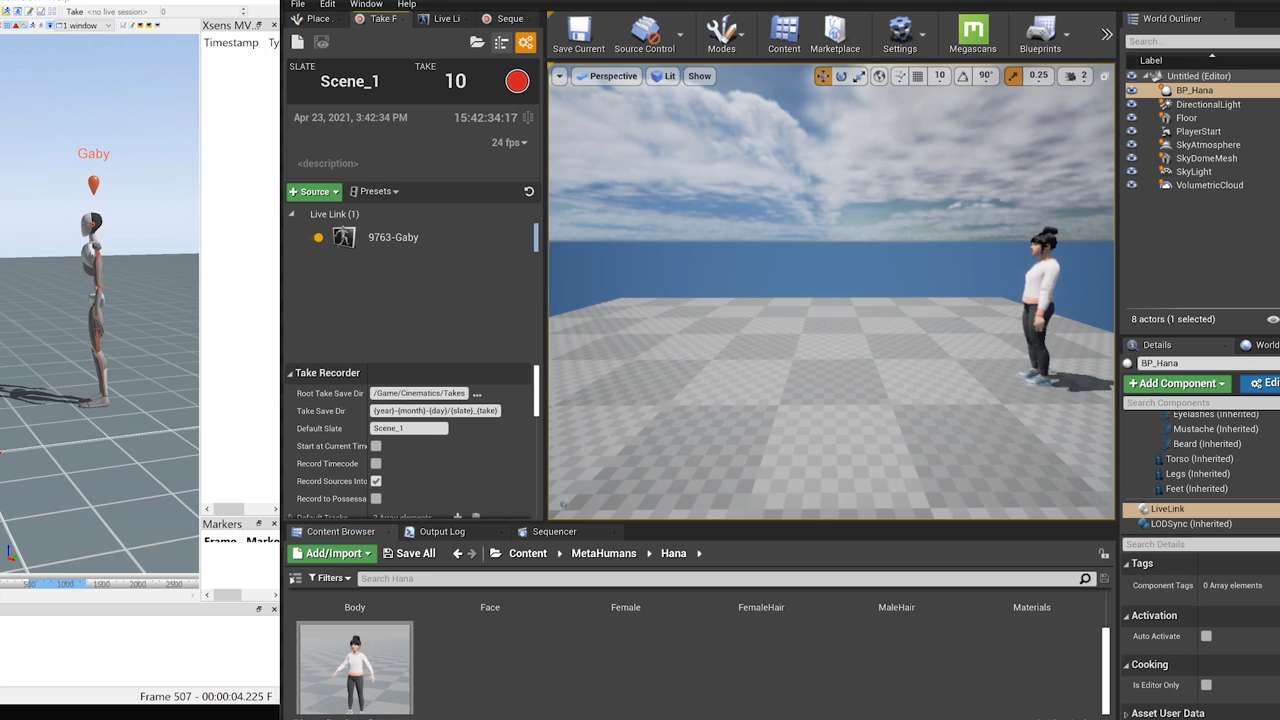 Take <no live session> 0
1 window
Xsens MV...
Timestamp Ty
Gaby
500 1000 1500 2000 2500
Markers
Frame 507 - 00:00:04.225 F
File Edit Window Help
Place Take F Live Li Seque
SLATE TAKE
Scene_1 10
Apr 23, 2021, 3:42:34 PM 15:42:34:17
24 fps
<description>
+ Source Presets
Live Link (1)
9763-Gaby
Take Recorder
Root Take Save Dir /Game/Cinematics/Takes ...
Take Save Dir {year}-{month}-{day}/{slate}_{take}
Default Slate Scene_1
Start at Current Tim
Record Timecode
Record Sources Into
Record to Possessa
Save Current Source Control Modes Content Marketplace Settings Megascans Blueprints
Perspective Lit Show 10 90° 0.25 2
World Outliner
Search...
Label
Untitled (Editor)
BP_Hana
DirectionalLight
Floor
PlayerStart
SkyAtmosphere
SkyDomeMesh
SkyLight
VolumetricCloud
8 actors (1 selected)
Details World
BP_Hana
+ Add Component Edi
Search Components
Eyelashes (Inherited)
Mustache (Inherited)
Beard (Inherited)
Torso (Inherited)
Legs (Inherited)
Feet (Inherited)
LiveLink
LODSync (Inherited)
Search Details
Tags
Component Tags 0 Array elements
Activation
Auto Activate
Cooking
Is Editor Only
Asset User Data
Content Browser Output Log Sequencer
Add/Import Save All Content MetaHumans Hana
Filters Search Hana
Body Face Female FemaleHair MaleHair Materials